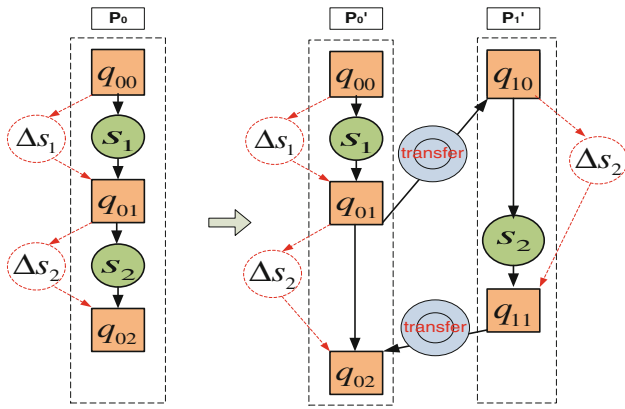 P₀
P₀'
P₁'
q₀₀
q₀₀
q₁₀
Δs₁
s₁
Δs₁
s₁
transfer
Δs₂
q₀₁
q₀₁
Δs₂
s₂
Δs₂
s₂
q₀₂
transfer
q₁₁
q₀₂